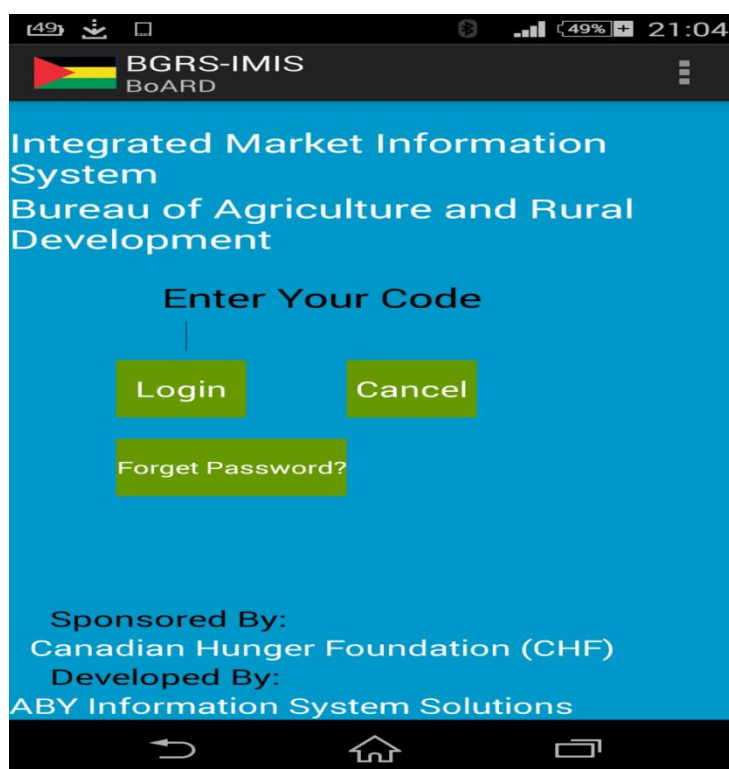 49
49%
21:04
BGRS-IMIS
BoARD
Integrated Market Information
System
Bureau of Agriculture and Rural
Development
Enter Your Code
Login
Cancel
Forget Password?
Sponsored By:
Canadian Hunger Foundation (CHF)
Developed By:
ABY Information System Solutions